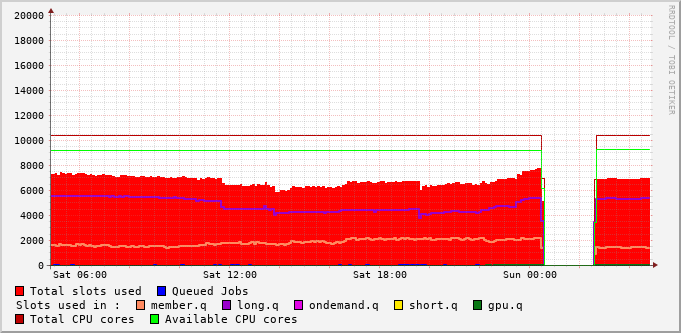 RRDTOOL / TOBI OETIKER
20000
18000
16000
14000
12000
10000
8000
6000
4000
2000
0
Sat 06:00 Sat 12:00 Sat 18:00 Sun 00:00
Total slots used Queued Jobs
Slots used in : member.q long.q ondemand.q short.q gpu.q
Total CPU cores Available CPU cores